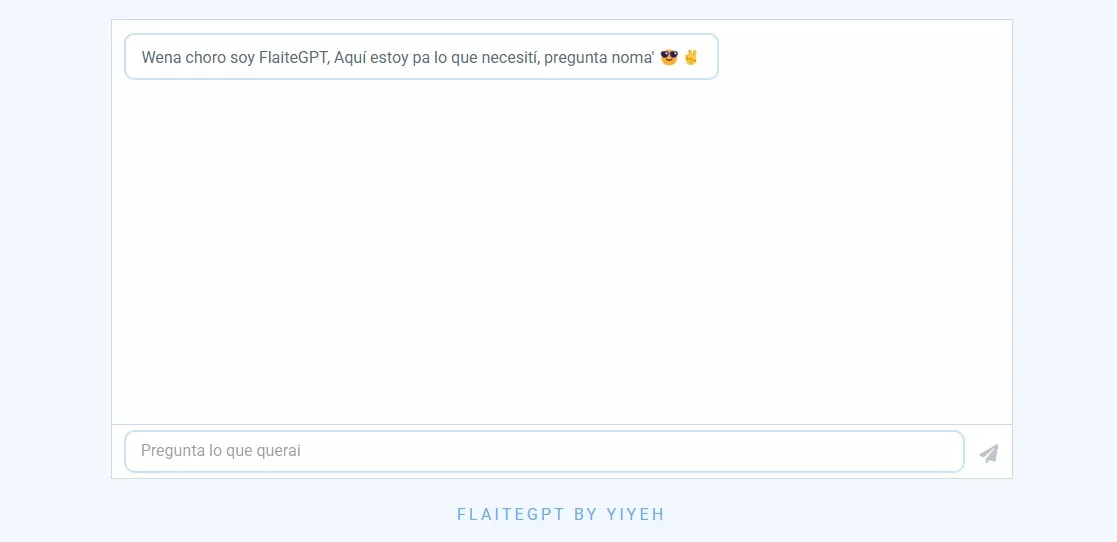 Wena choro soy FlaiteGPT, Aquí estoy pa lo que necesití, pregunta noma' 😎✌️
Pregunta lo que querai
FLAITEGPT BY YIYEH